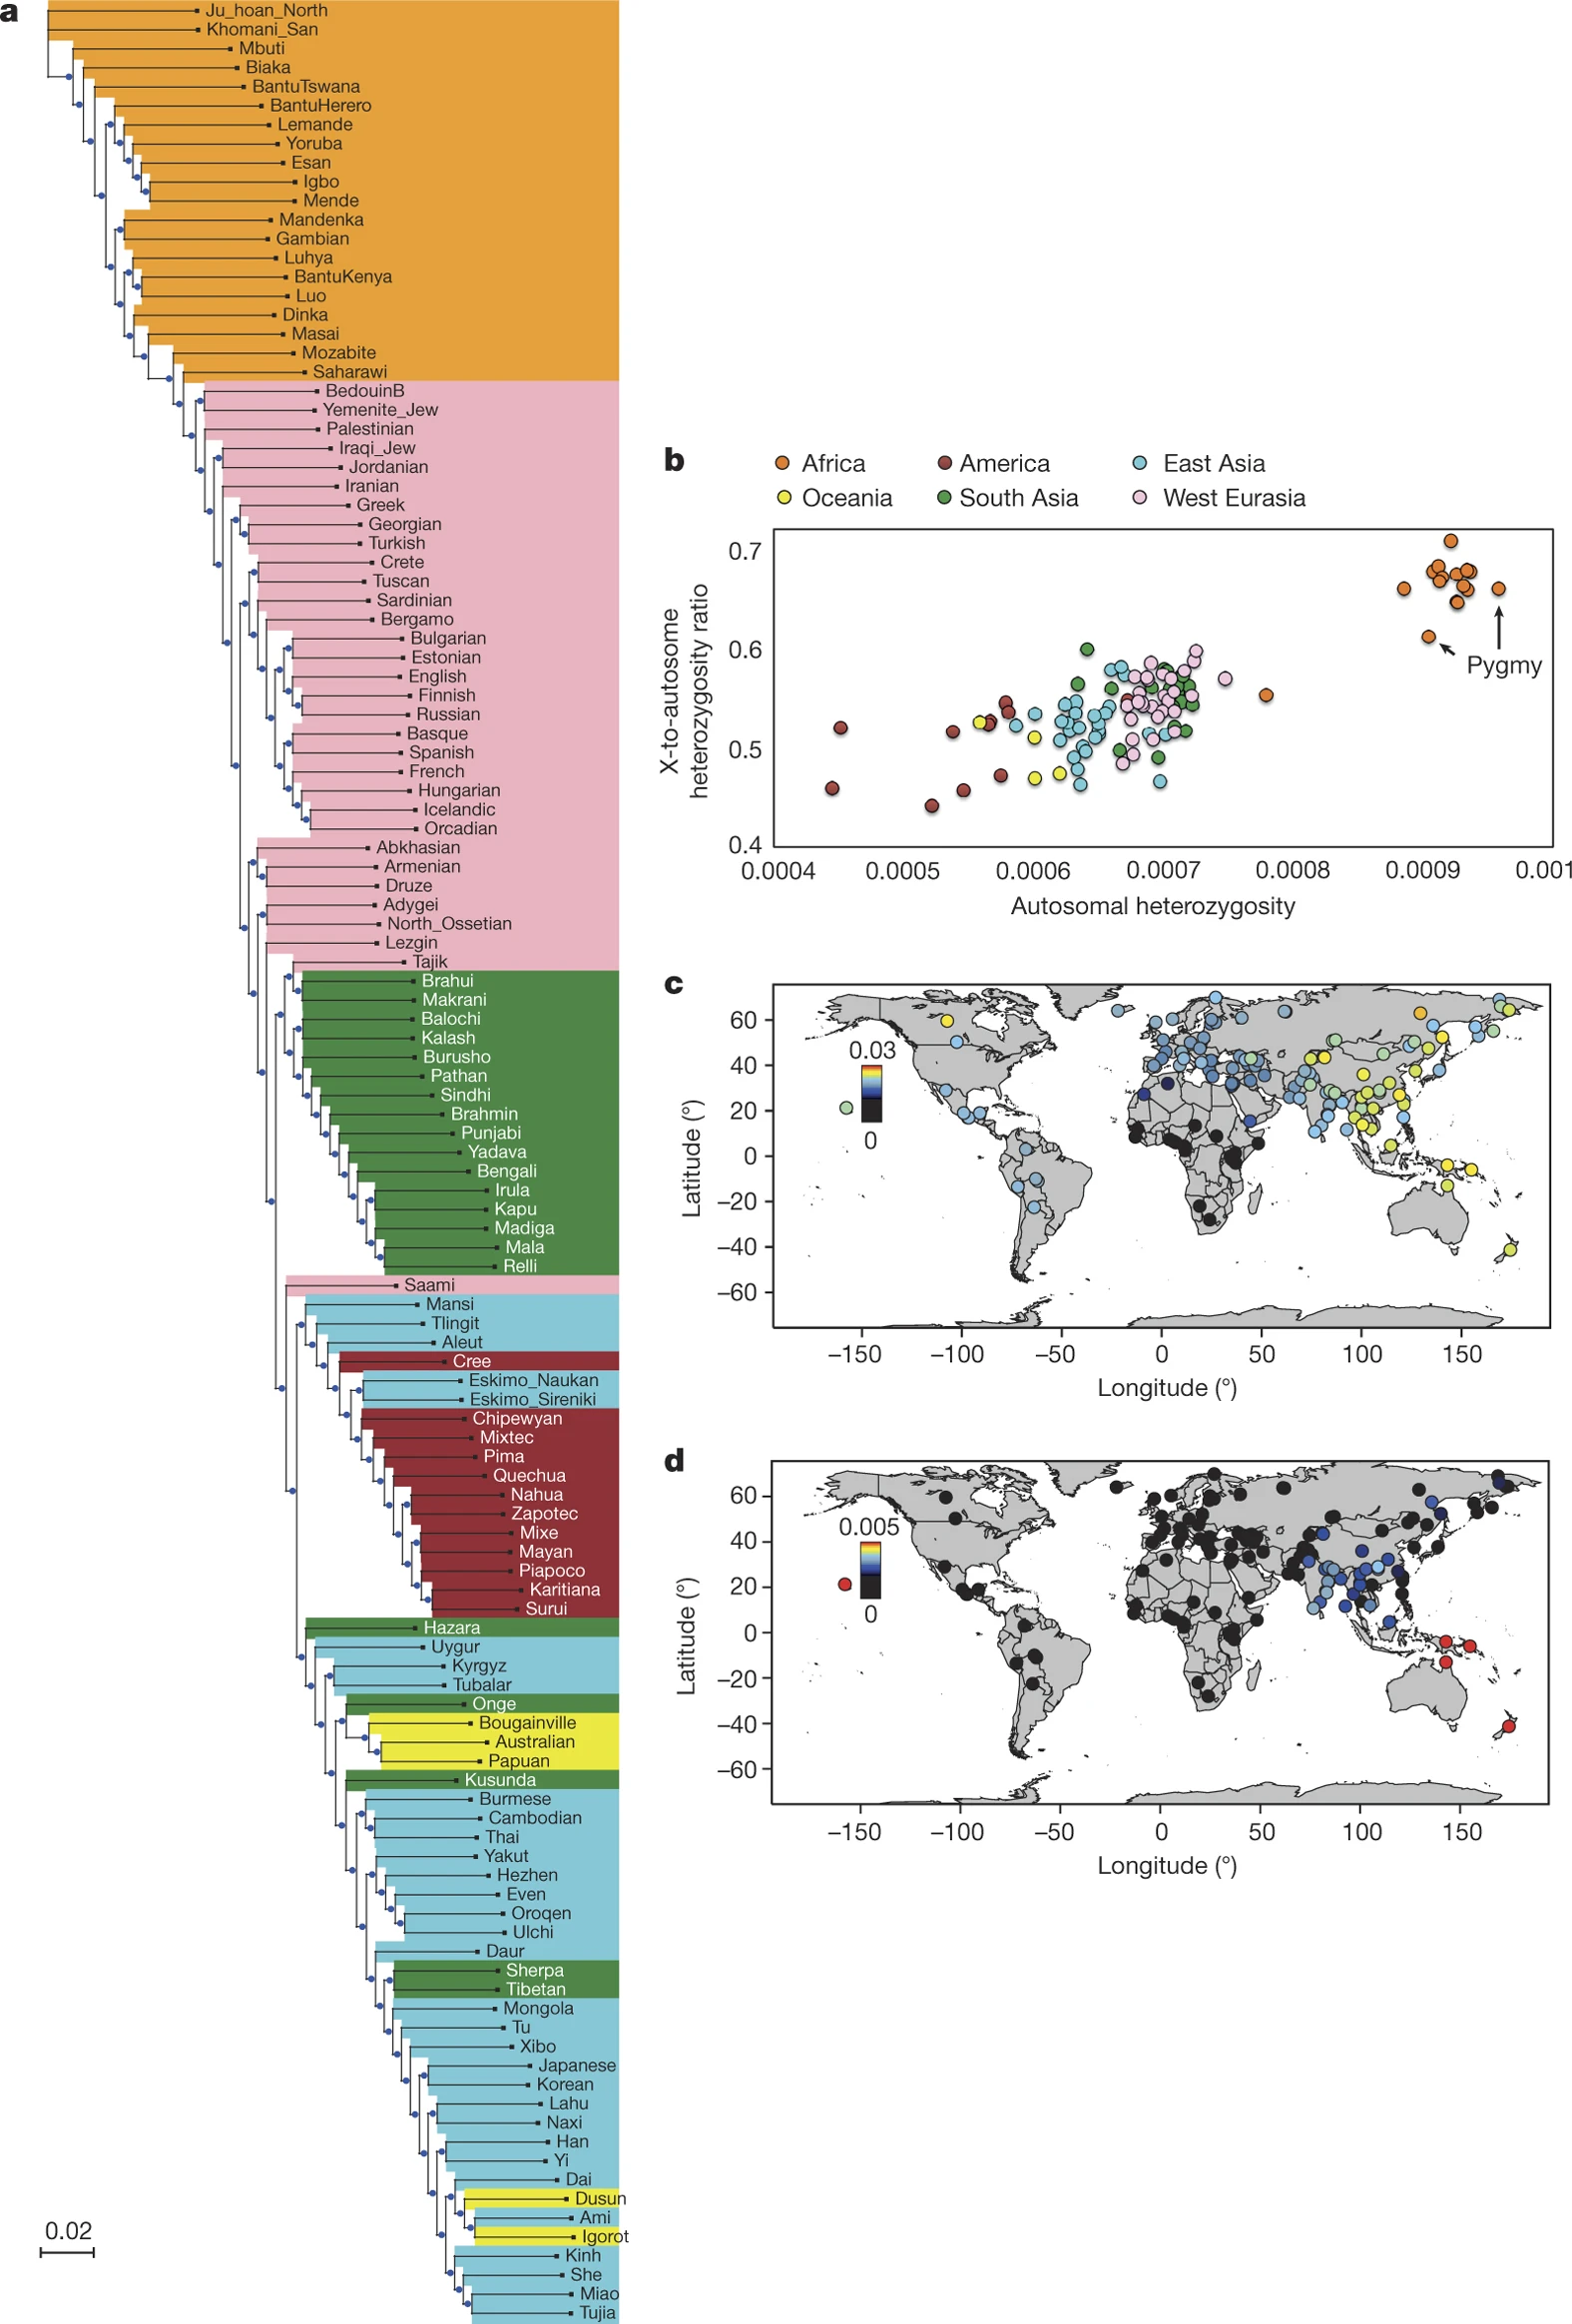 a
Ju_hoan_North
Khomani_San
Mbuti
Biaka
BantuTswana
BantuHerero
Lemande
Yoruba
Esan
Igbo
Mende
Mandenka
Gambian
Luhya
BantuKenya
Luo
Dinka
Masai
Mozabite
Saharawi
BedouinB
Yemenite_Jew
Palestinian
Iraqi_Jew
Jordanian
Iranian
Greek
Georgian
Turkish
Crete
Tuscan
Sardinian
Bergamo
Bulgarian
Estonian
English
Finnish
Russian
Basque
Spanish
French
Hungarian
Icelandic
Orcadian
Abkhasian
Armenian
Druze
Adygei
North_Ossetian
Lezgin
Tajik
Brahui
Makrani
Balochi
Kalash
Burusho
Pathan
Sindhi
Brahmin
Punjabi
Yadava
Bengali
Irula
Kapu
Madiga
Mala
Relli
Saami
Mansi
Tlingit
Aleut
Cree
Eskimo_Naukan
Eskimo_Sireniki
Chipewyan
Mixtec
Pima
Quechua
Nahua
Zapotec
Mixe
Mayan
Piapoco
Karitiana
Surui
Hazara
Uygur
Kyrgyz
Tubalar
Onge
Bougainville
Australian
Papuan
Kusunda
Burmese
Cambodian
Thai
Yakut
Hezhen
Even
Oroqen
Ulchi
Daur
Sherpa
Tibetan
Mongola
Tu
Xibo
Japanese
Korean
Lahu
Naxi
Han
Yi
Dai
Dusun
Ami
Igorot
Kinh
She
Miao
Tujia
0.02
b
Africa America East Asia
Oceania South Asia West Eurasia
X-to-autosome
heterozygosity ratio
0.7
0.6
0.5
0.4
Pygmy
0.0004 0.0005 0.0006 0.0007 0.0008 0.0009 0.001
Autosomal heterozygosity
c
Latitude (°)
60
40
20
0
−20
−40
−60
0.03
0
−150 −100 −50 0 50 100 150
Longitude (°)
d
Latitude (°)
60
40
20
0
−20
−40
−60
0.005
0
−150 −100 −50 0 50 100 150
Longitude (°)